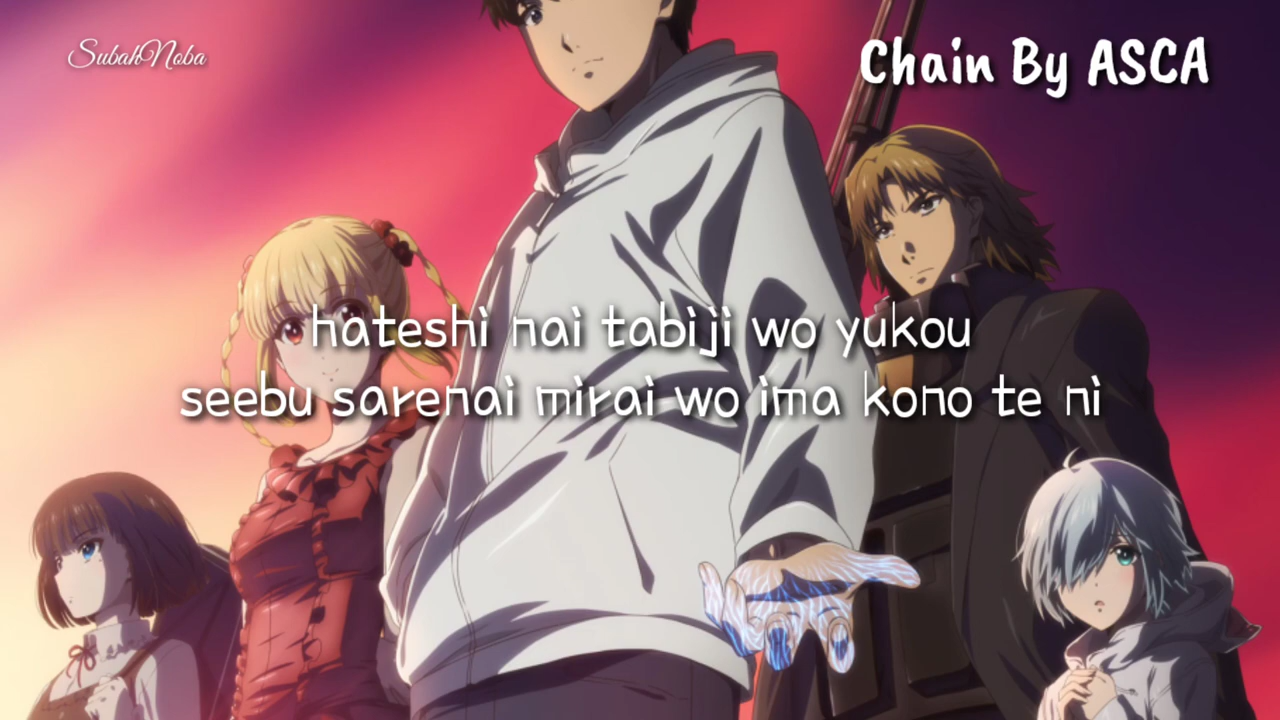 SubahNoba
Chain By ASCA
hateshi nai tabiji wo yukou
seebu sarenai mirai wo ima kono te ni